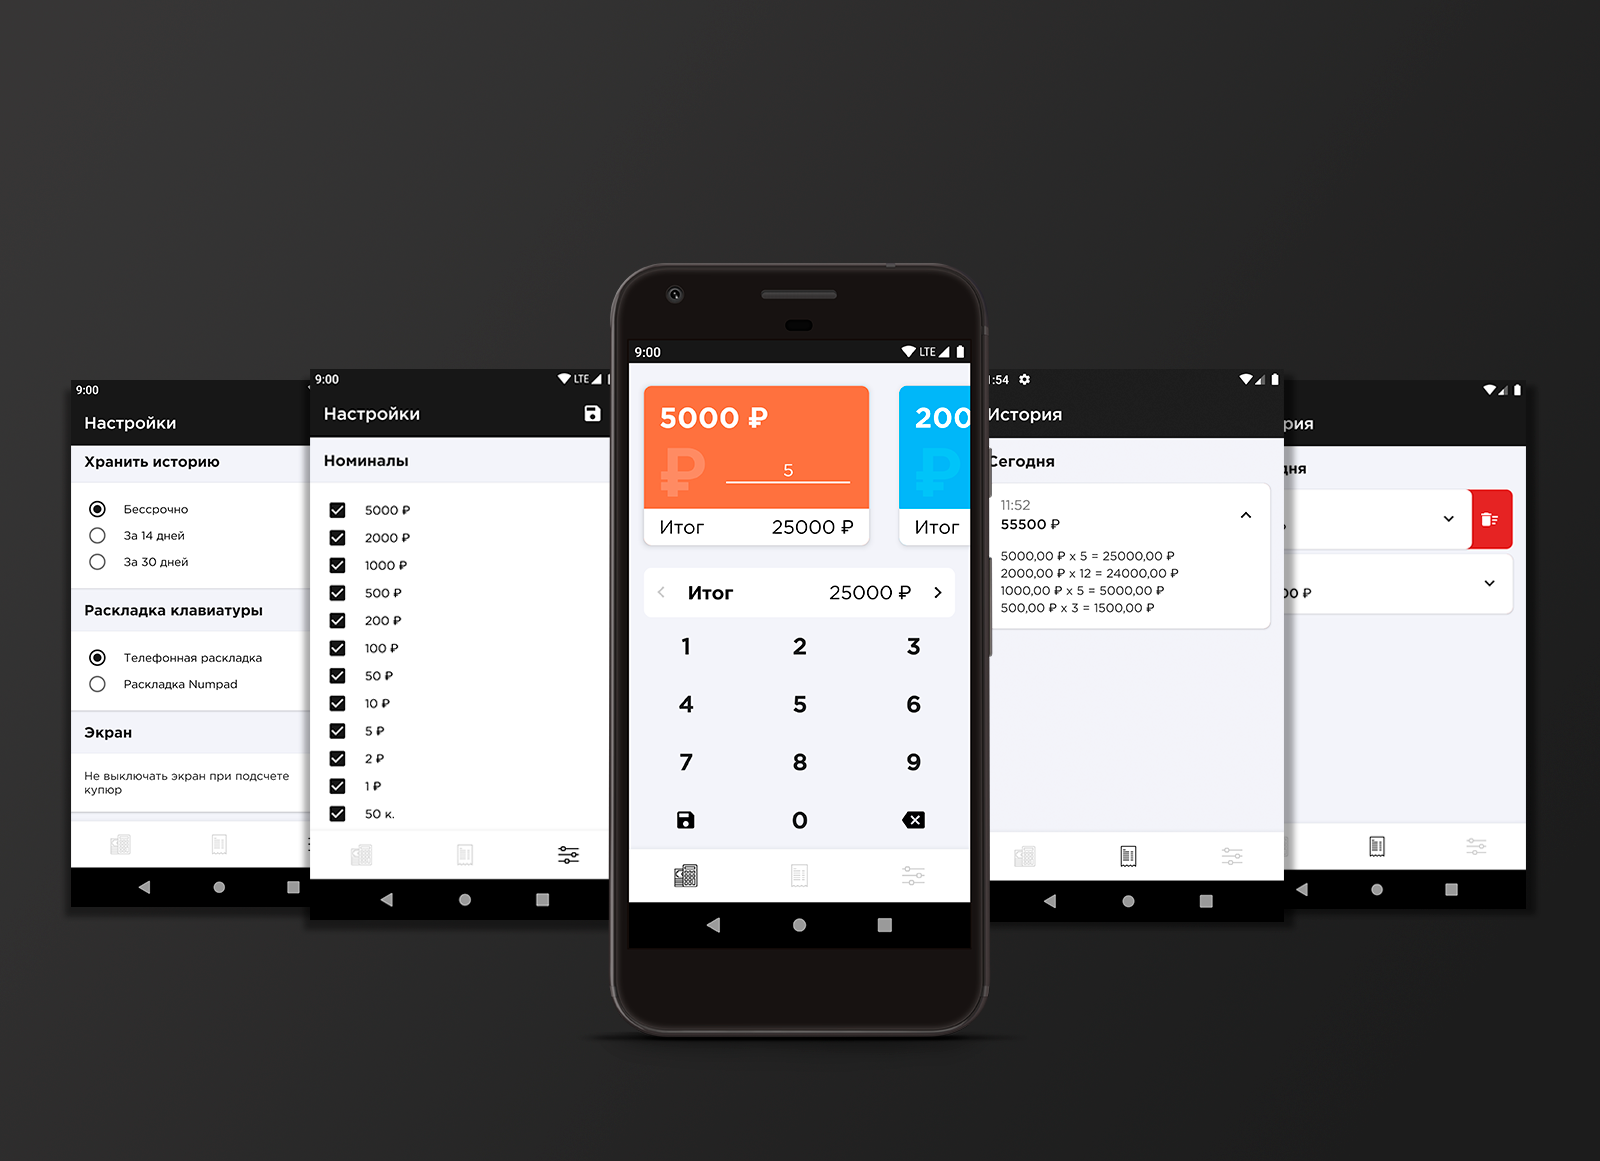 9:00
Настройки
Хранить историю
Бессрочно
За 14 дней
За 30 дней
Раскладка клавиатуры
Телефонная раскладка
Раскладка Numpad
Экран
Не выключать экран при подсчете
купюр
9:00
LTE
Настройки
Номиналы
5000 ₽
2000 ₽
1000 ₽
500 ₽
200 ₽
100 ₽
50 ₽
10 ₽
5 ₽
2 ₽
1 ₽
50 к.
9:00
LTE
5000 ₽
₽
5
Итог
25000 ₽
200
₽
Итог
Итог
25000 ₽
1
2
3
4
5
6
7
8
9
0
:54
История
Сегодня
11:52
55500 ₽
5000,00 ₽ x 5 = 25000,00 ₽
2000,00 ₽ x 12 = 24000,00 ₽
1000,00 ₽ x 5 = 5000,00 ₽
500,00 ₽ x 3 = 1500,00 ₽
рия
дня
00 ₽